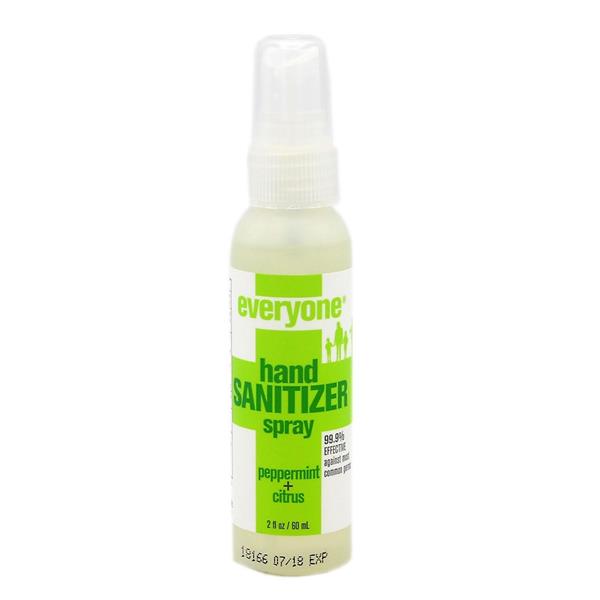 everyone®
hand
SANITIZER
spray
99.9%
EFFECTIVE
against most
common germs
peppermint
+
citrus
2 fl oz / 60 mL
18166 07/18 EXP